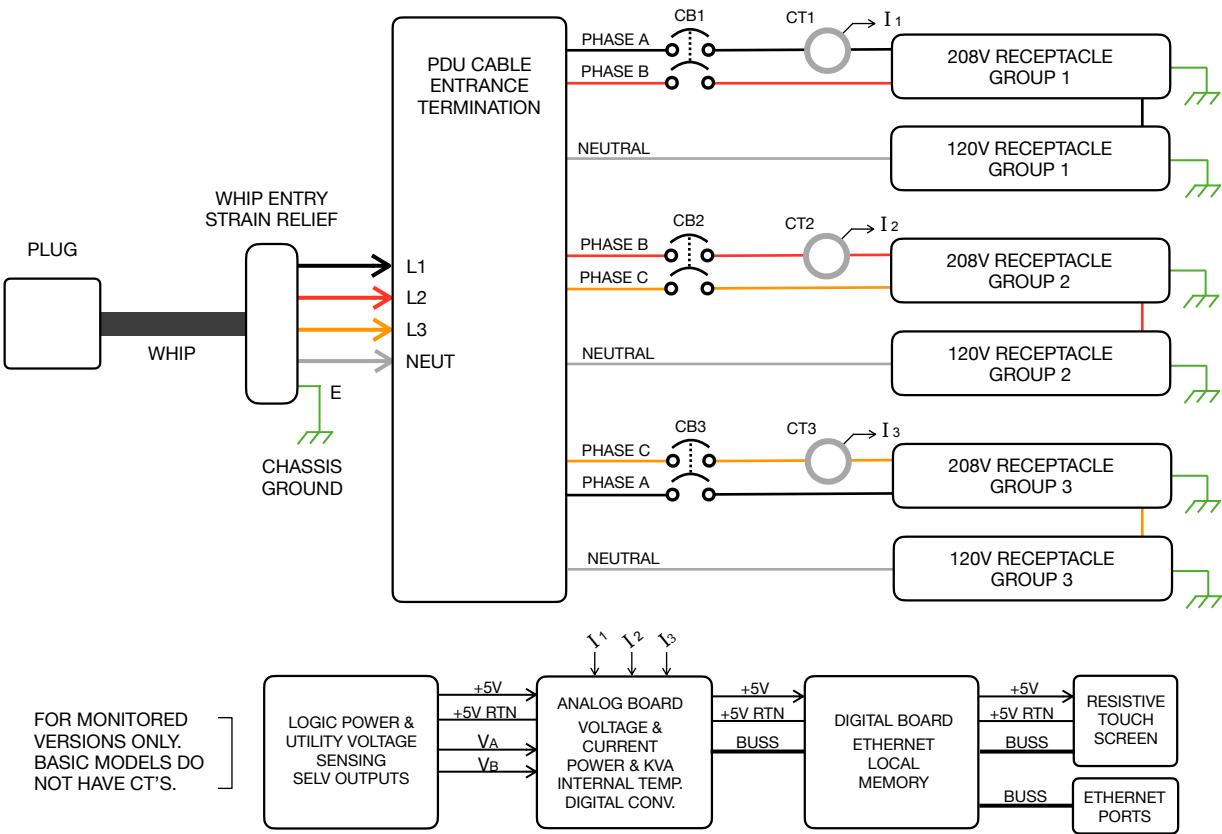 CB1
CT1
I 1
PHASE A
PHASE B
NEUTRAL
208V RECEPTACLE
GROUP 1
120V RECEPTACLE
GROUP 1
PDU CABLE
ENTRANCE
TERMINATION
WHIP ENTRY
STRAIN RELIEF
PLUG
WHIP
L1
L2
L3
NEUT
E
CHASSIS
GROUND
CB2
CT2
I 2
PHASE B
PHASE C
NEUTRAL
208V RECEPTACLE
GROUP 2
120V RECEPTACLE
GROUP 2
CB3
CT3
I 3
PHASE C
PHASE A
NEUTRAL
208V RECEPTACLE
GROUP 3
120V RECEPTACLE
GROUP 3
FOR MONITORED
VERSIONS ONLY.
BASIC MODELS DO
NOT HAVE CT'S.
LOGIC POWER &
UTILITY VOLTAGE
SENSING
SELV OUTPUTS
+5V
+5V RTN
VA
VB
I1
I2
I3
ANALOG BOARD
VOLTAGE &
CURRENT
POWER & KVA
INTERNAL TEMP.
DIGITAL CONV.
+5V
+5V RTN
BUSS
DIGITAL BOARD
ETHERNET
LOCAL
MEMORY
+5V
+5V RTN
BUSS
RESISTIVE
TOUCH
SCREEN
BUSS
ETHERNET
PORTS